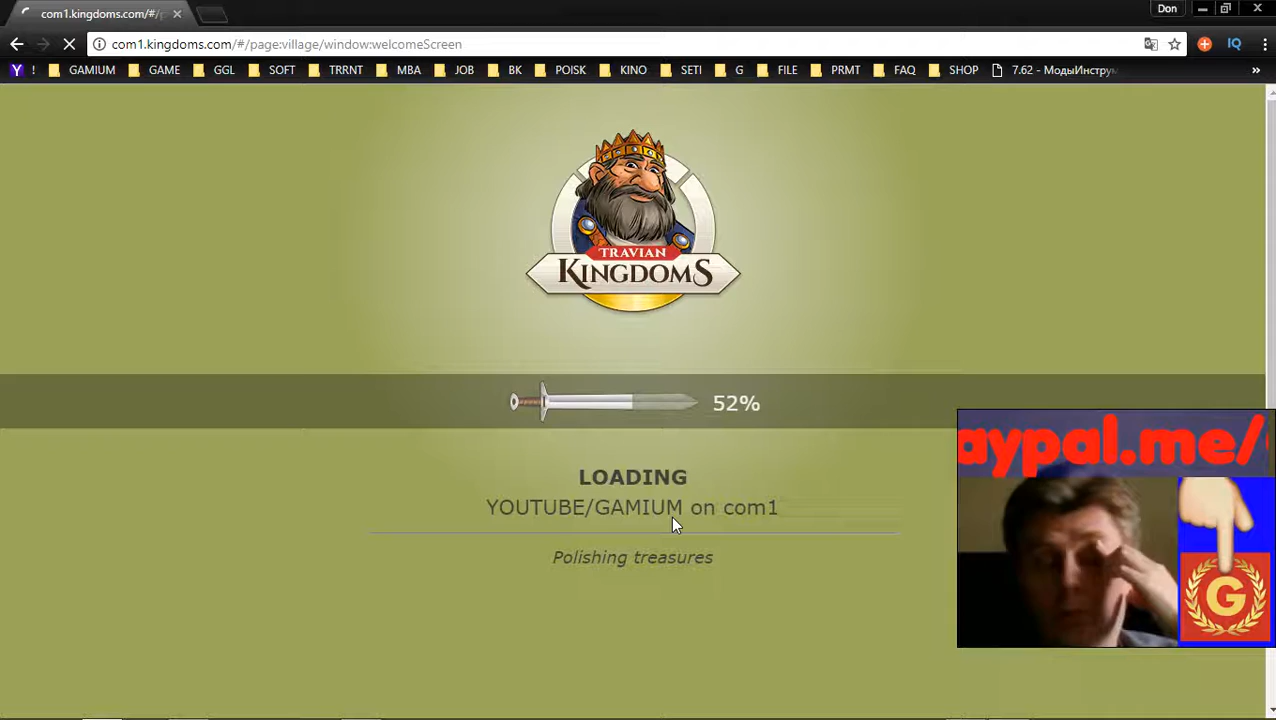 com1.kingdoms.com/#/p
Don
com1.kingdoms.com/#/page:village/window:welcomeScreen
IQ
Y ! GAMIUM GAME GGL SOFT TRRNT MBA JOB BK POISK KINO SETI G FILE PRMT FAQ SHOP 7.62 - МодыИнструм »
TRAVIAN
KINGDOMS
52%
aypal.me/
LOADING
YOUTUBE/GAMIUM on com1
Polishing treasures
G